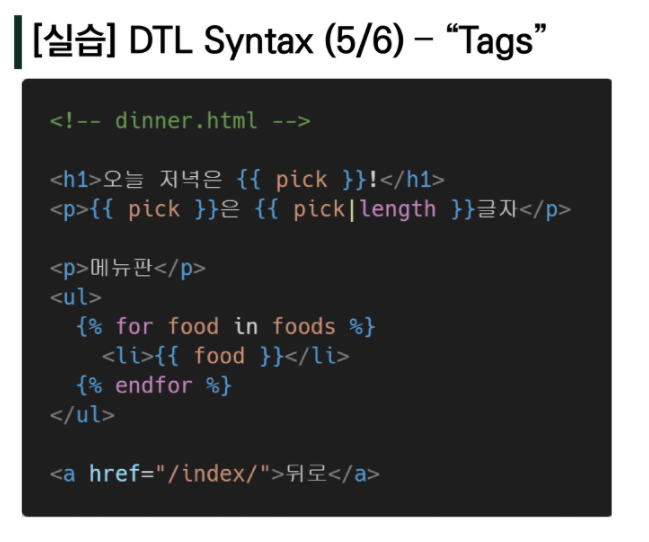 [실습] DTL Syntax (5/6) – “Tags”
<!-- dinner.html -->
<h1>오늘 저녁은 {{ pick }}!</h1>
<p>{{ pick }}은 {{ pick|length }}글자</p>
<p>메뉴판</p>
<ul>
  {% for food in foods %}
    <li>{{ food }}</li>
  {% endfor %}
</ul>
<a href="/index/">뒤로</a>